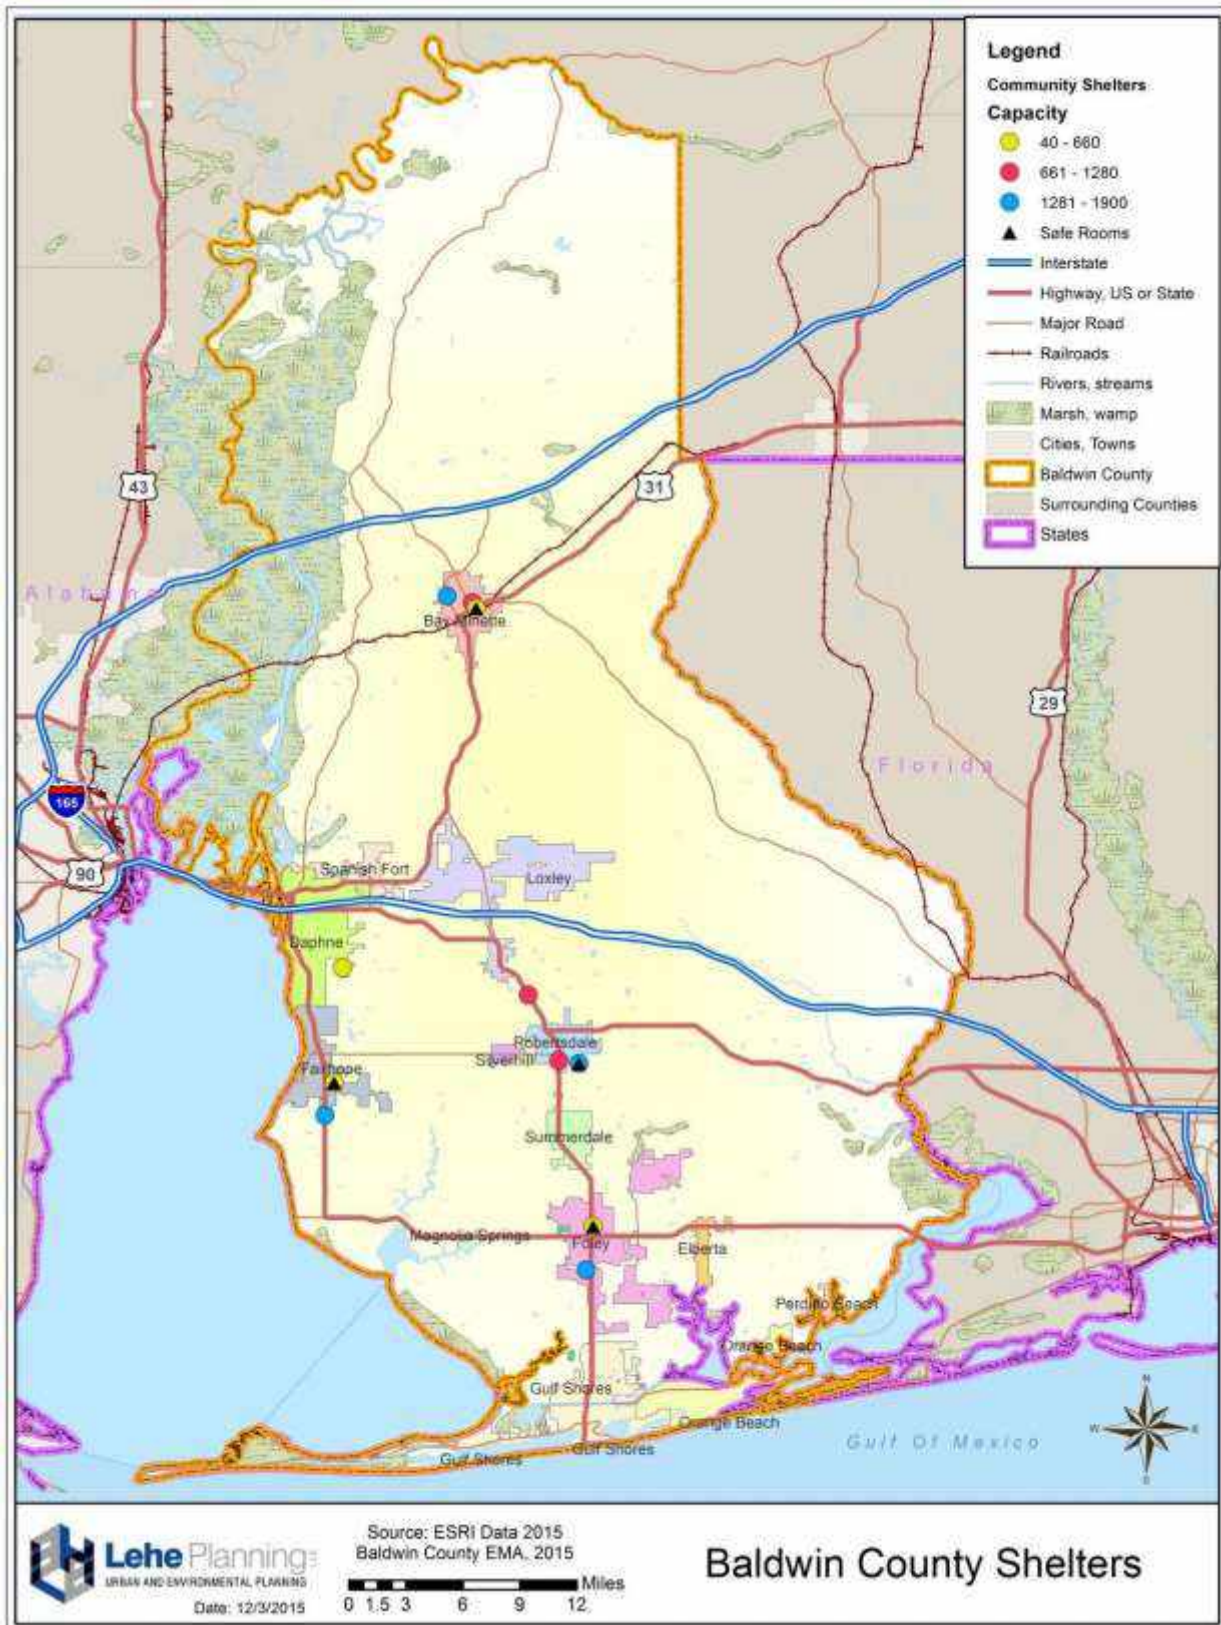 Legend
Community Shelters
Capacity
40 - 660
661 - 1280
1281 - 1900
Safe Rooms
Interstate
Highway, US or State
Major Road
Railroads
Rivers, streams
Marsh, wamp
Cities, Towns
Baldwin County
Surrounding Counties
States
43
31
Alabama
Bay Minette
29
Florida
165
90
Spanish Fort
Loxley
Daphne
Robertsdale
Silverhill
Fairhope
Summerdale
Magnolia Springs
Foley
Elberta
Perdido Beach
Orange Beach
Gulf Shores
Orange Beach
Gulf Shores
Gulf Shores
Gulf Of Mexico
N
W
E
S
Lehe Planning
URBAN AND ENVIRONMENTAL PLANNING
Date: 12/3/2015
Source: ESRI Data 2015
Baldwin County EMA, 2015
Miles
0 1.5 3 6 9 12
Baldwin County Shelters